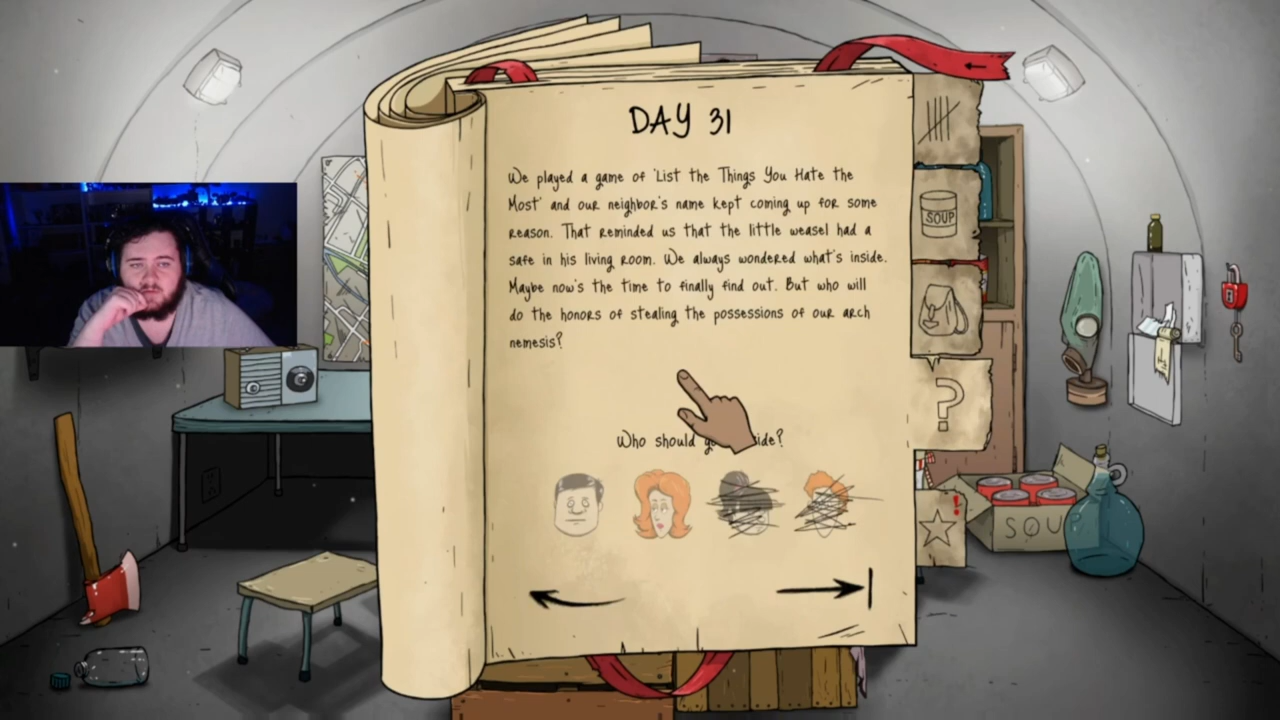 DAY 31
We played a game of 'List the Things You Hate the
Most' and our neighbor's name kept coming up for some
reason. That reminded us that the little weasel had a
safe in his living room. We always wondered what's inside.
Maybe now's the time to finally find out. But who will
do the honors of stealing the possessions of our arch
nemesis?
Who should
SOUP
SOUP